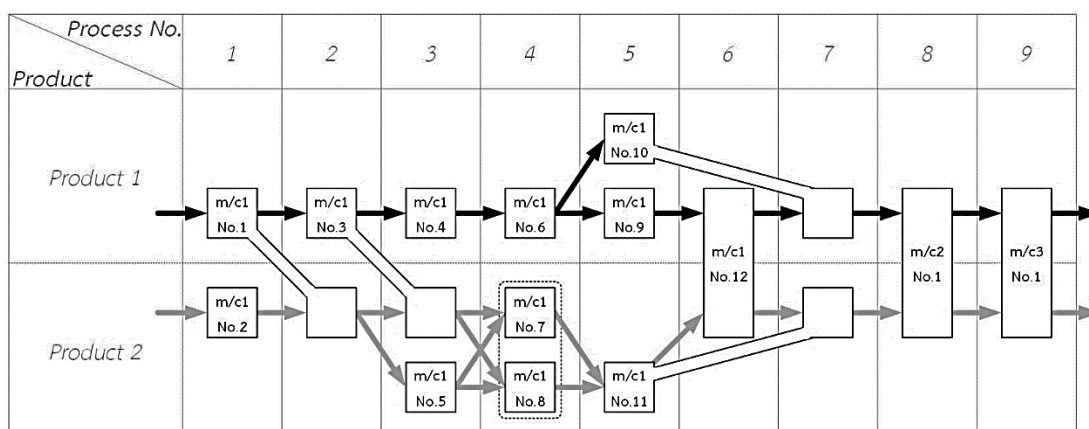 Process No.
Product
1 2 3 4 5 6 7 8 9
Product 1
m/c1
No.10
m/c1
No.1
m/c1
No.3
m/c1
No.4
m/c1
No.6
m/c1
No.9
m/c1
No.12
m/c2
No.1
m/c3
No.1
Product 2
m/c1
No.2
m/c1
No.7
m/c1
No.5
m/c1
No.8
m/c1
No.11